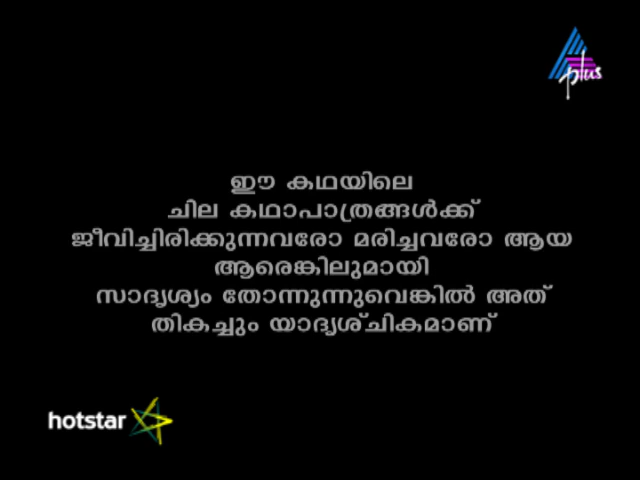 plus
ഈ കഥയിലെ
ചില കഥാപാത്രങ്ങൾക്ക്
ജീവിച്ചിരിക്കുന്നവരോ മരിച്ചവരോ ആയ
ആരെങ്കിലുമായി
സാദൃശ്യം തോന്നുന്നുവെങ്കിൽ അത്
തികച്ചും യാദൃശ്ചികമാണ്
hotstar